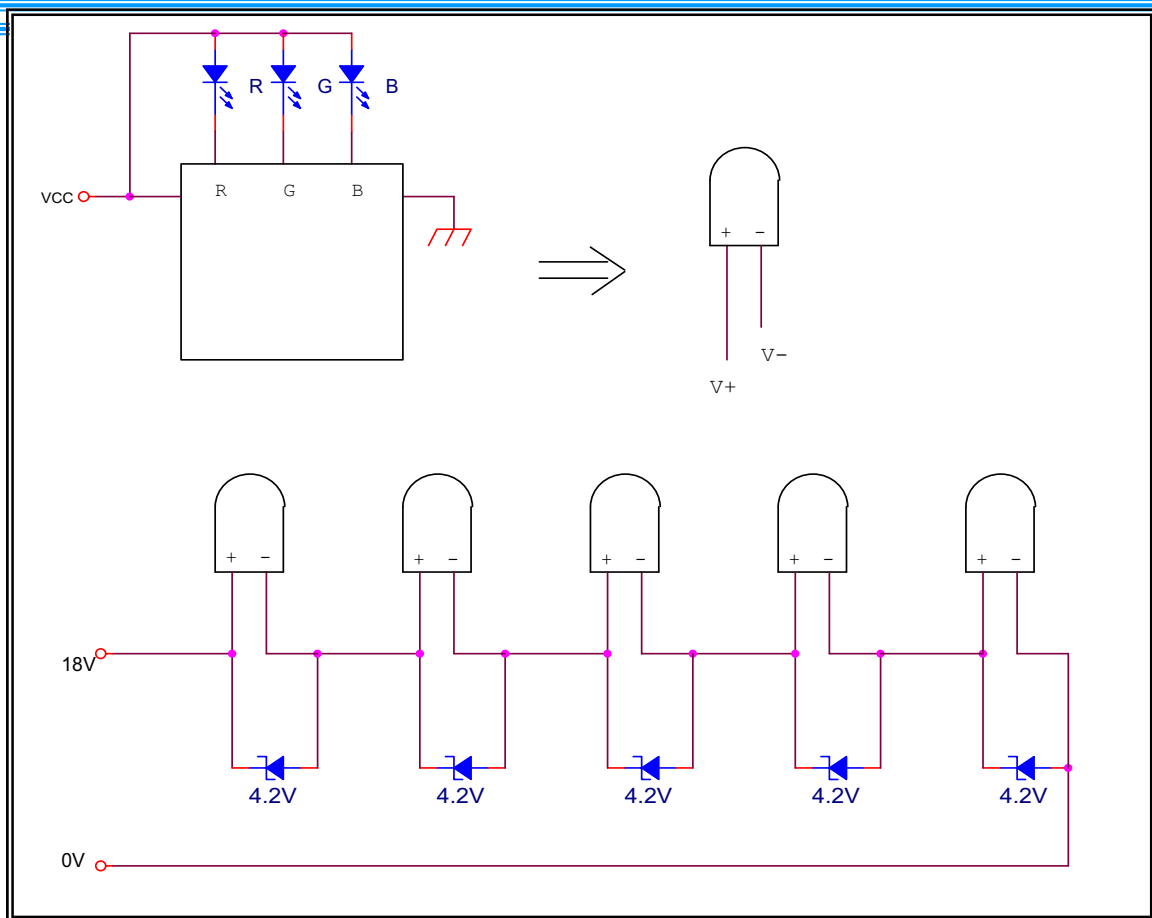 R G B
VCC
R G B
+ −
V−
V+
+ − + − + − + − + −
18V
4.2V 4.2V 4.2V 4.2V 4.2V
0V